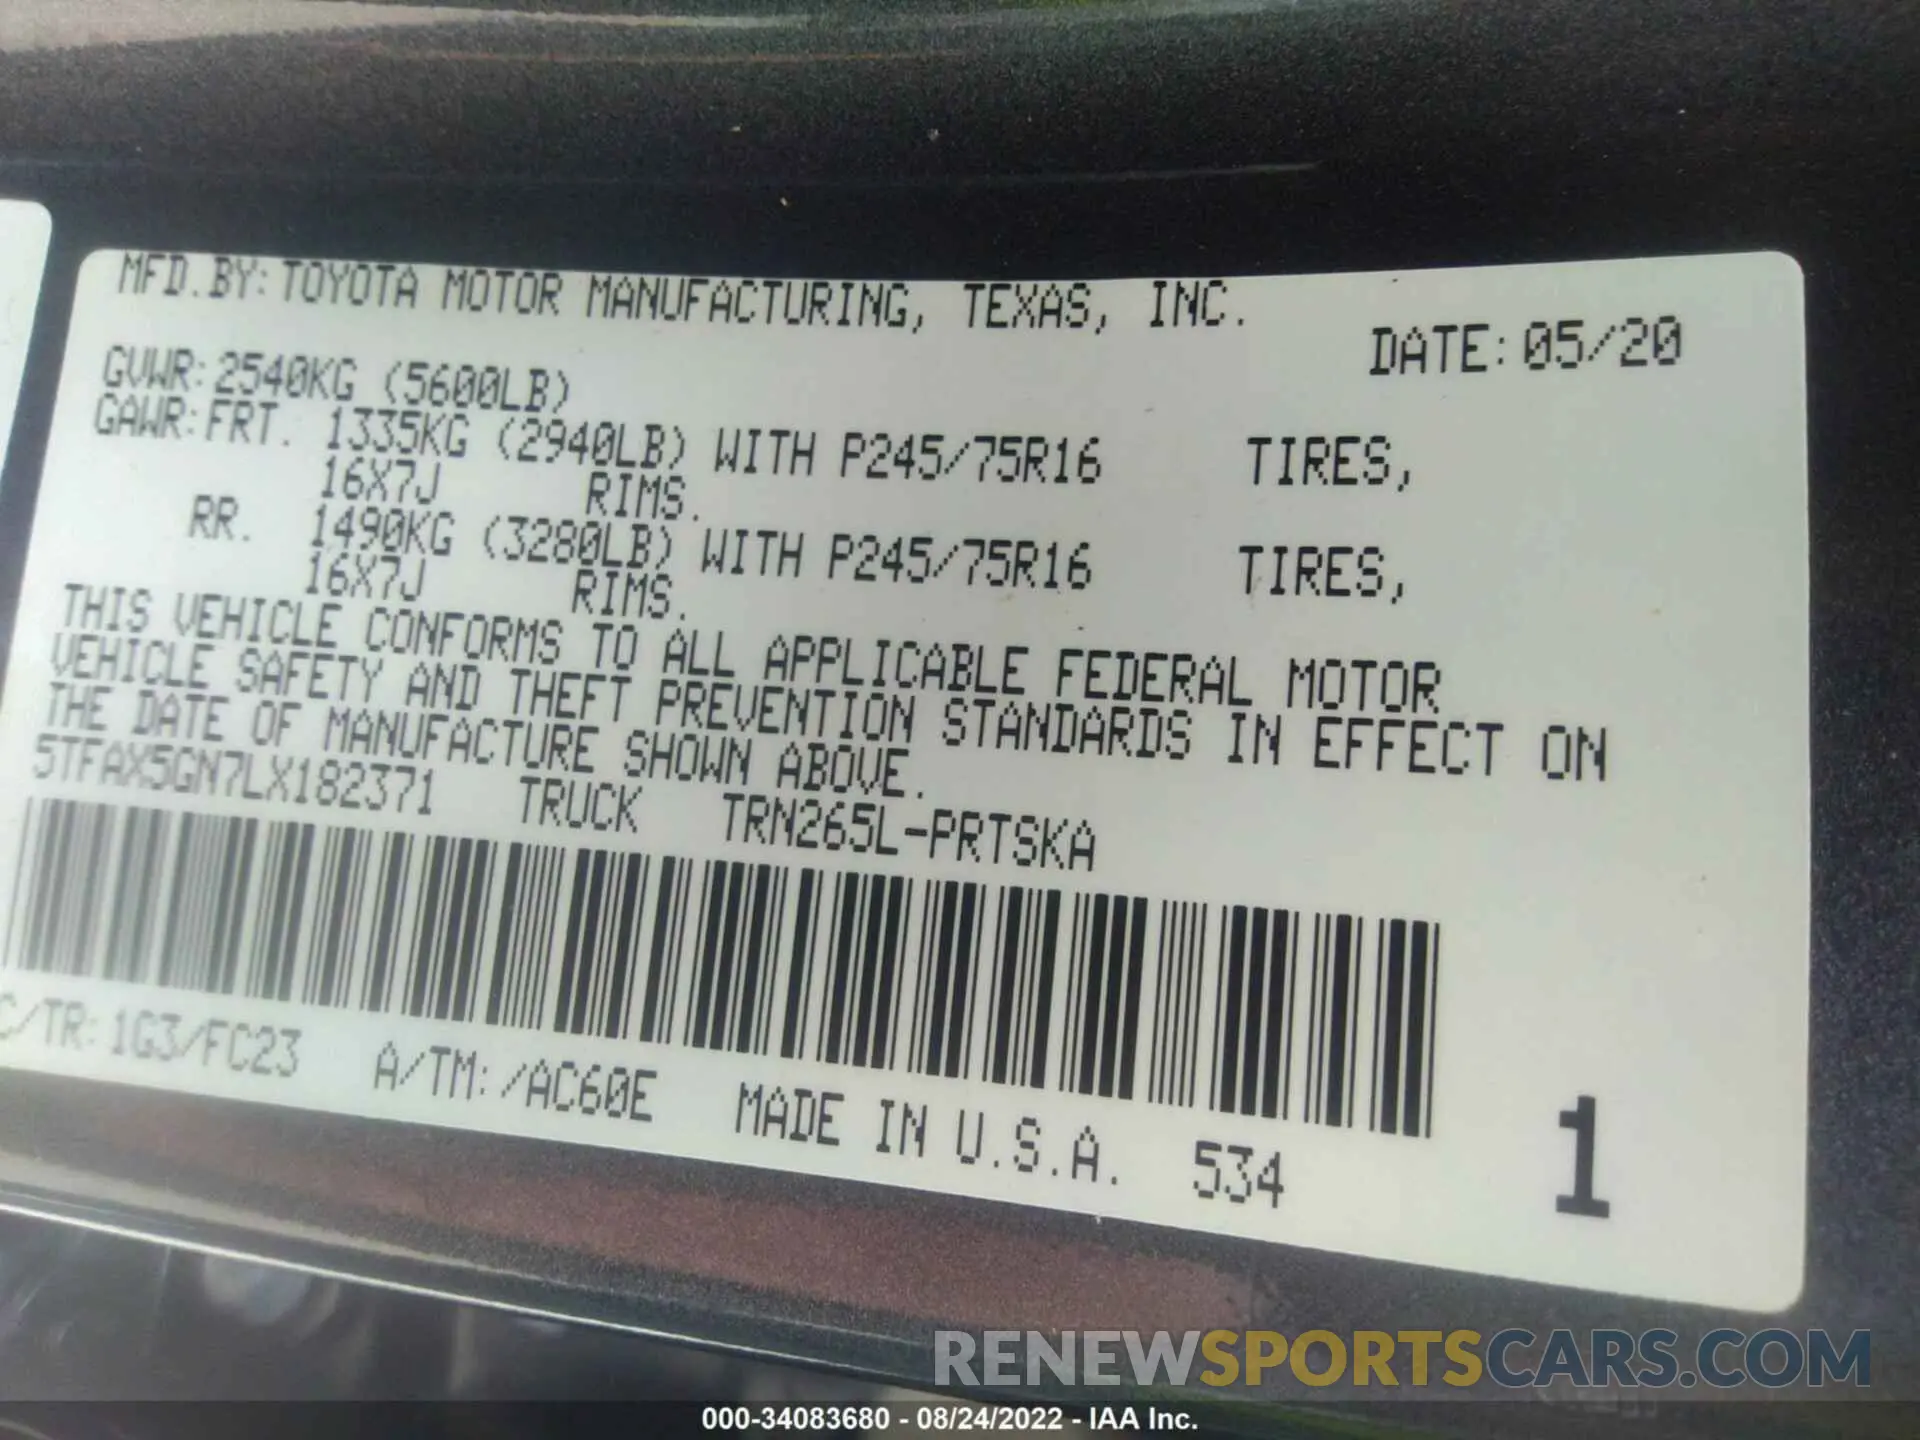 MFD.BY: TOYOTA MOTOR MANUFACTURING, TEXAS, INC.
DATE: 05/20
GVWR: 2540KG (5600LB)
GAWR: FRT. 1335KG (2940LB) WITH P245/75R16 TIRES,
16X7J RIMS.
RR. 1490KG (3280LB) WITH P245/75R16 TIRES,
16X7J RIMS.
THIS VEHICLE CONFORMS TO ALL APPLICABLE FEDERAL MOTOR
VEHICLE SAFETY AND THEFT PREVENTION STANDARDS IN EFFECT ON
THE DATE OF MANUFACTURE SHOWN ABOVE.
5TFAX5GN7LX182371 TRUCK TRN265L-PRTSKA
C/TR: 1G3/FC23 A/TM: /AC60E MADE IN U.S.A. 534
1
RENEWSPORTSCARS.COM
000-34083680 - 08/24/2022 - IAA Inc.